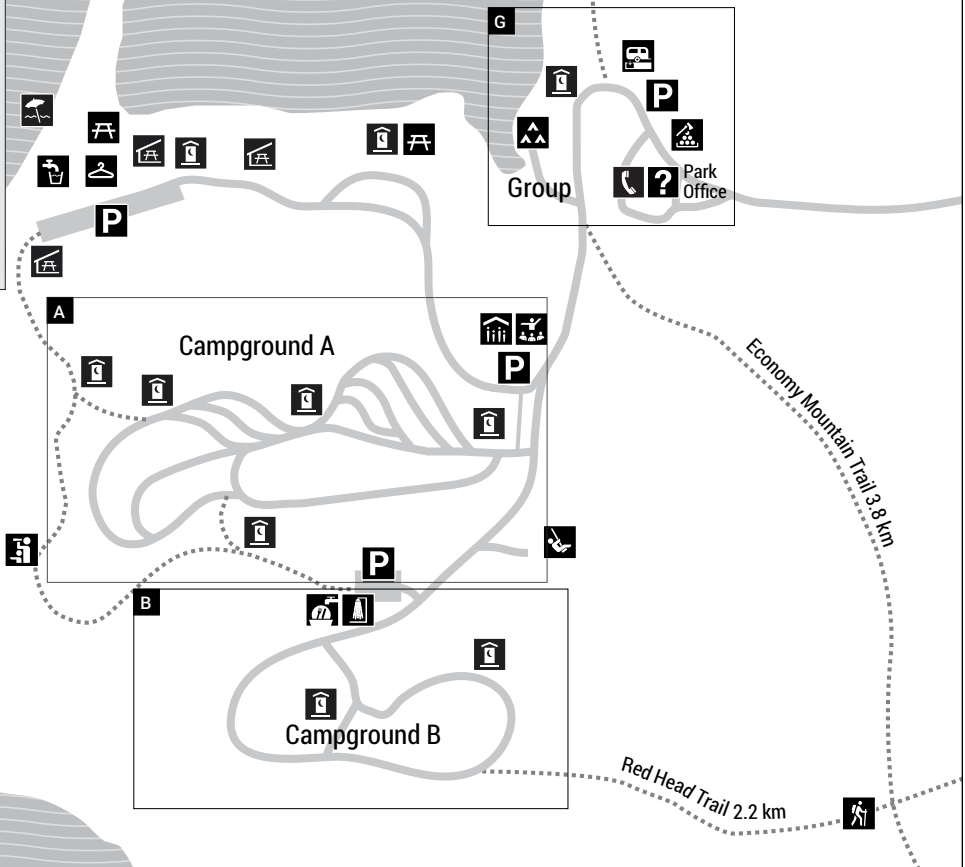 G
P
Group
?
Park
Office
P
A
Campground A
P
Economy Mountain Trail 3.8 km
P
B
Campground B
Red Head Trail 2.2 km